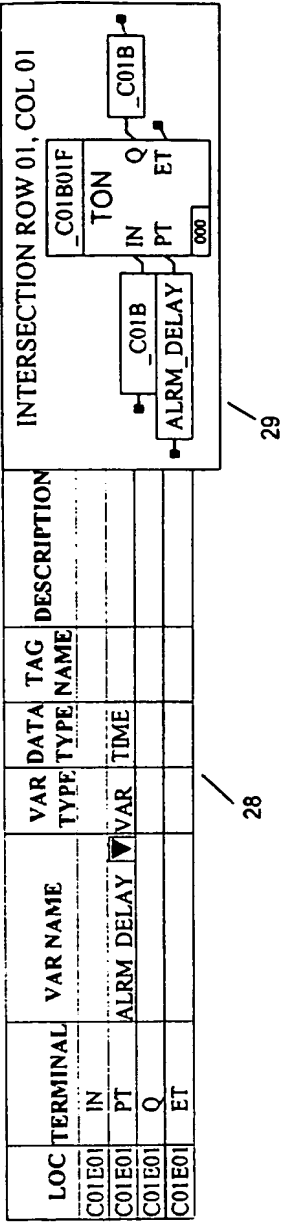 LOC TERMINAL VAR NAME VAR TYPE DATA TYPE TAG NAME DESCRIPTION
C01E01 IN
C01E01 PT ALRM DELAY VAR TIME
C01E01 Q
C01E01 ET
28
INTERSECTION ROW 01, COL 01
_C01B01F
TON
_C01B IN Q _C01B
ALRM_DELAY PT ET
000
29